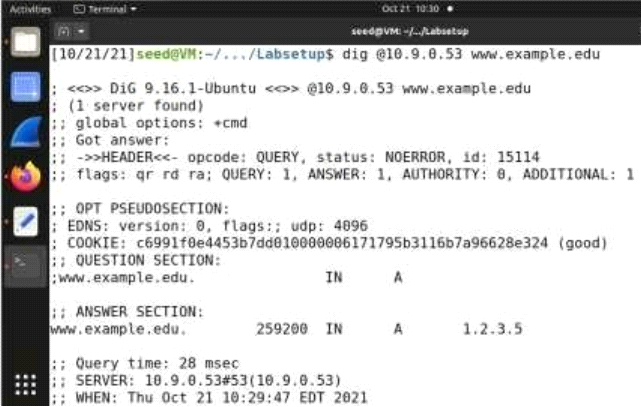 Activities
Terminal
Oct 21 10:30
seed@VM: ~/.../Labsetup
[10/21/21]seed@VM:~/.../Labsetup$ dig @10.9.0.53 www.example.edu
; <<>> DiG 9.16.1-Ubuntu <<>> @10.9.0.53 www.example.edu
; (1 server found)
;; global options: +cmd
;; Got answer:
;; ->>HEADER<<- opcode: QUERY, status: NOERROR, id: 15114
;; flags: qr rd ra; QUERY: 1, ANSWER: 1, AUTHORITY: 0, ADDITIONAL: 1
;; OPT PSEUDOSECTION:
; EDNS: version: 0, flags:; udp: 4096
; COOKIE: c6991f0e4453b7dd010000006171795b3116b7a96628e324 (good)
;; QUESTION SECTION:
;www.example.edu. IN A
;; ANSWER SECTION:
www.example.edu. 259200 IN A 1.2.3.5
;; Query time: 28 msec
;; SERVER: 10.9.0.53#53(10.9.0.53)
;; WHEN: Thu Oct 21 10:29:47 EDT 2021